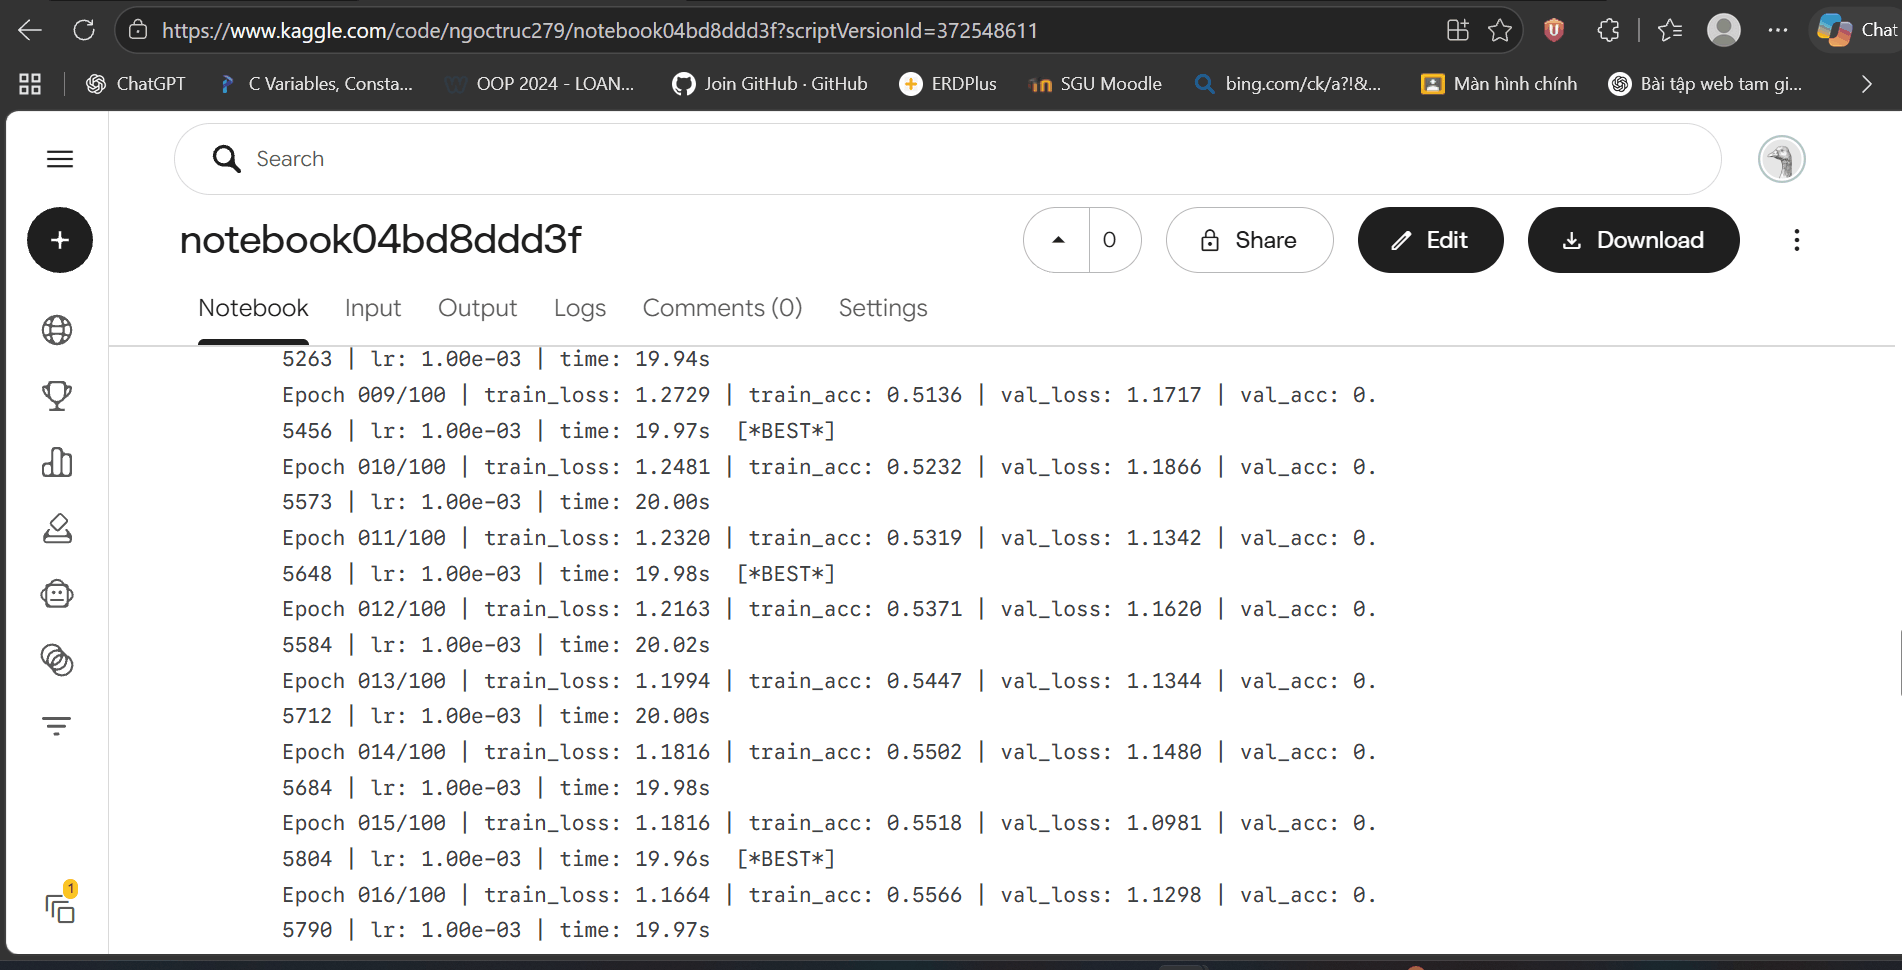 https://www.kaggle.com/code/ngoctruc279/notebook04bd8ddd3f?scriptVersionId=372548611
Chat
ChatGPT
C Variables, Consta...
OOP 2024 - LOAN...
Join GitHub · GitHub
ERDPlus
SGU Moodle
bing.com/ck/a?!&...
Màn hình chính
Bài tập web tam gi...
Search
notebook04bd8ddd3f
0
Share
Edit
Download
Notebook
Input
Output
Logs
Comments (0)
Settings
5263 | lr: 1.00e-03 | time: 19.94s
Epoch 009/100 | train_loss: 1.2729 | train_acc: 0.5136 | val_loss: 1.1717 | val_acc: 0.
5456 | lr: 1.00e-03 | time: 19.97s  [*BEST*]
Epoch 010/100 | train_loss: 1.2481 | train_acc: 0.5232 | val_loss: 1.1866 | val_acc: 0.
5573 | lr: 1.00e-03 | time: 20.00s
Epoch 011/100 | train_loss: 1.2320 | train_acc: 0.5319 | val_loss: 1.1342 | val_acc: 0.
5648 | lr: 1.00e-03 | time: 19.98s  [*BEST*]
Epoch 012/100 | train_loss: 1.2163 | train_acc: 0.5371 | val_loss: 1.1620 | val_acc: 0.
5584 | lr: 1.00e-03 | time: 20.02s
Epoch 013/100 | train_loss: 1.1994 | train_acc: 0.5447 | val_loss: 1.1344 | val_acc: 0.
5712 | lr: 1.00e-03 | time: 20.00s
Epoch 014/100 | train_loss: 1.1816 | train_acc: 0.5502 | val_loss: 1.1480 | val_acc: 0.
5684 | lr: 1.00e-03 | time: 19.98s
Epoch 015/100 | train_loss: 1.1816 | train_acc: 0.5518 | val_loss: 1.0981 | val_acc: 0.
5804 | lr: 1.00e-03 | time: 19.96s  [*BEST*]
Epoch 016/100 | train_loss: 1.1664 | train_acc: 0.5566 | val_loss: 1.1298 | val_acc: 0.
5790 | lr: 1.00e-03 | time: 19.97s
1